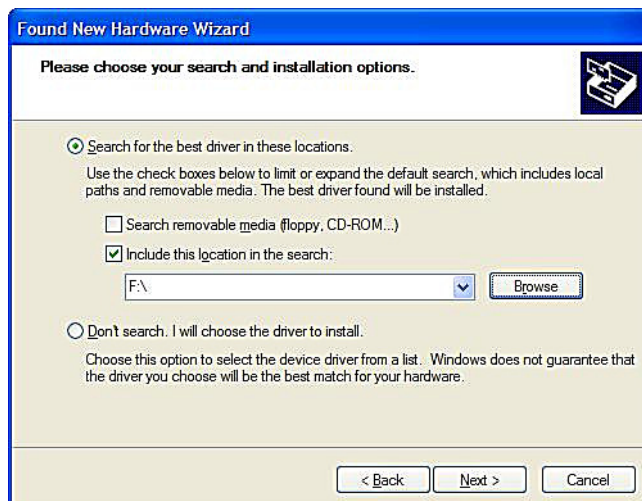 Found New Hardware Wizard
Please choose your search and installation options.
Search for the best driver in these locations.
Use the check boxes below to limit or expand the default search, which includes local
paths and removable media. The best driver found will be installed.
Search removable media (floppy, CD-ROM...)
Include this location in the search:
F:\
Browse
Don't search. I will choose the driver to install.
Choose this option to select the device driver from a list. Windows does not guarantee that
the driver you choose will be the best match for your hardware.
< Back
Next >
Cancel